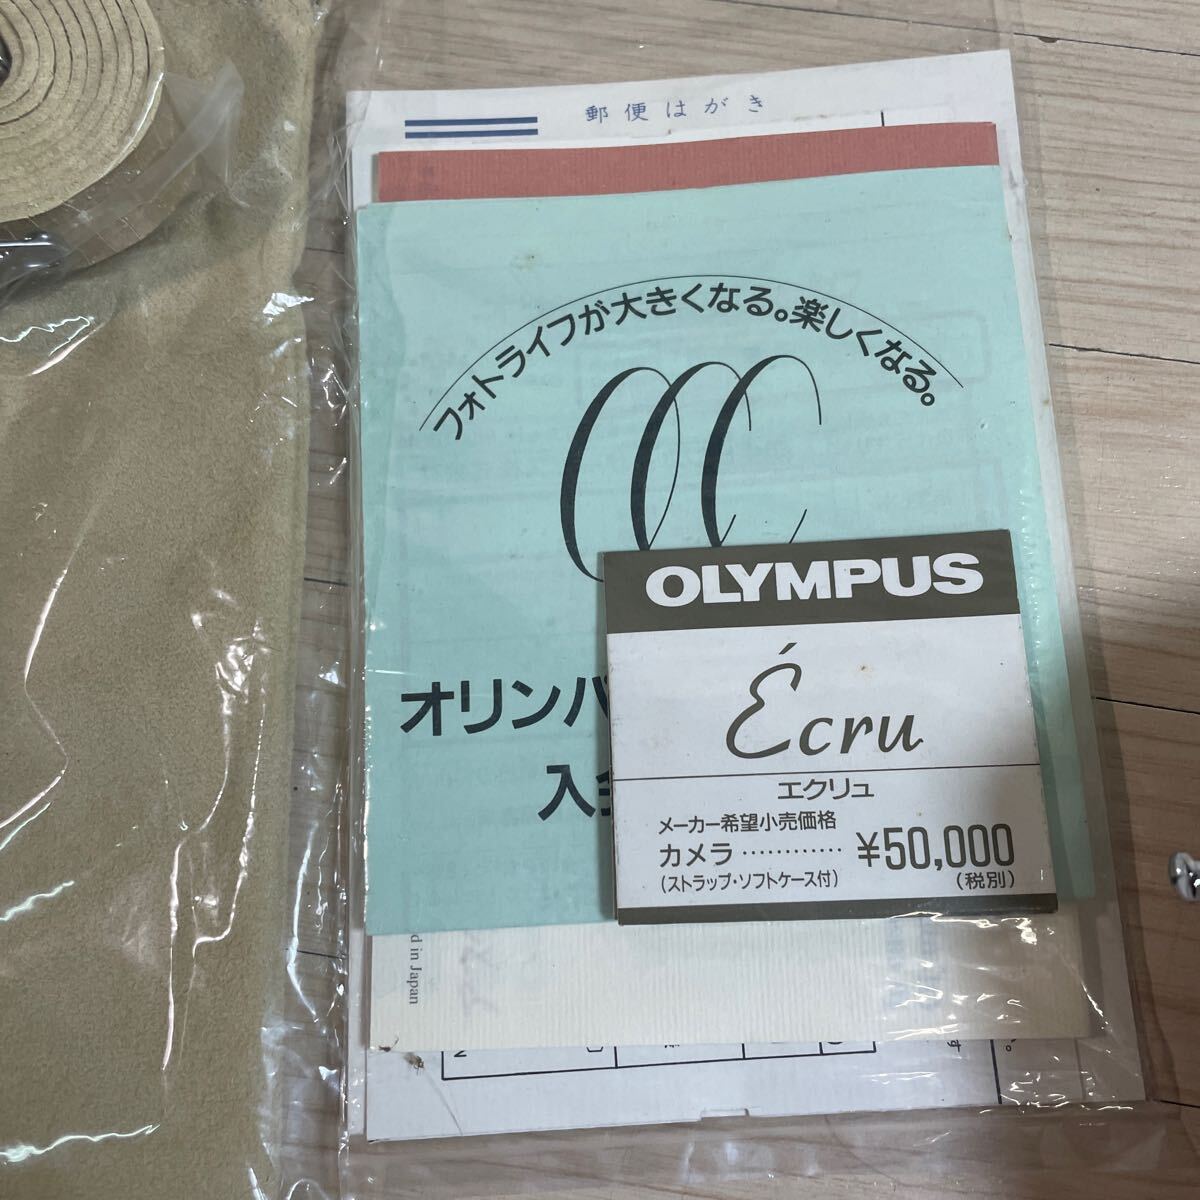 郵便はがき
フォトライフが大きくなる。楽しくなる。
オリンパ
入会
OLYMPUS
Écru
エクリュ
メーカー希望小売価格
カメラ ………… ¥50,000
(ストラップ・ソフトケース付) (税別)
d in Japan